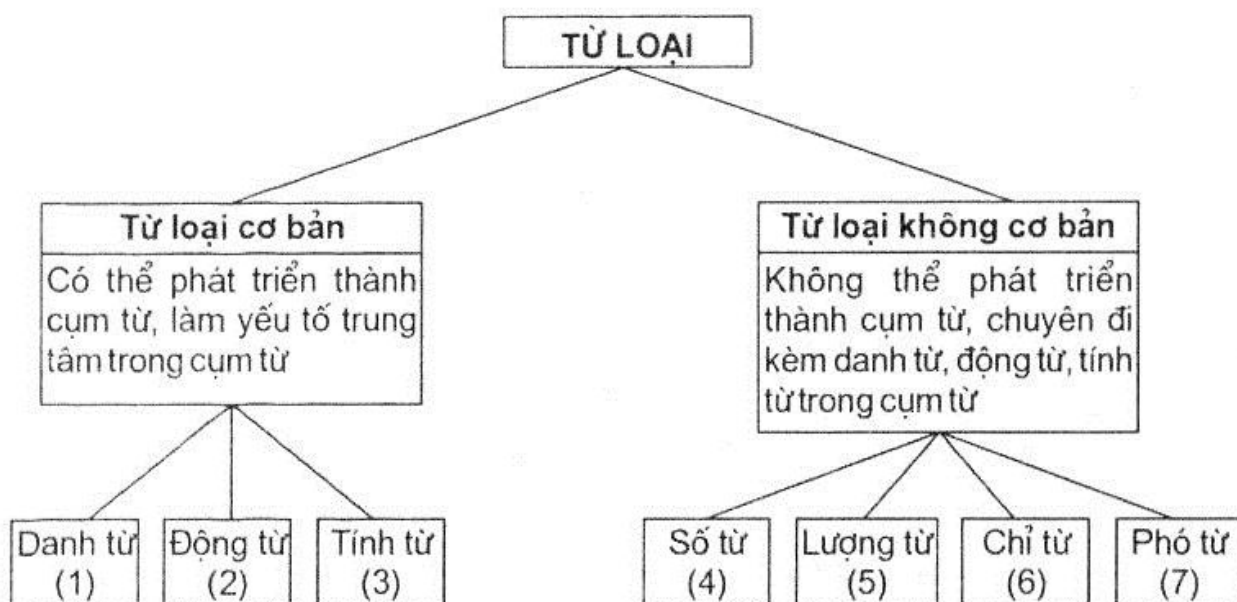 TỪ LOẠI
Từ loại cơ bản
Có thể phát triển thành
cụm từ, làm yếu tố trung
tâm trong cụm từ
Từ loại không cơ bản
Không thể phát triển
thành cụm từ, chuyên đi
kèm danh từ, động từ, tính
từ trong cụm từ
Danh từ
(1)
Động từ
(2)
Tính từ
(3)
Số từ
(4)
Lượng từ
(5)
Chỉ từ
(6)
Phó từ
(7)